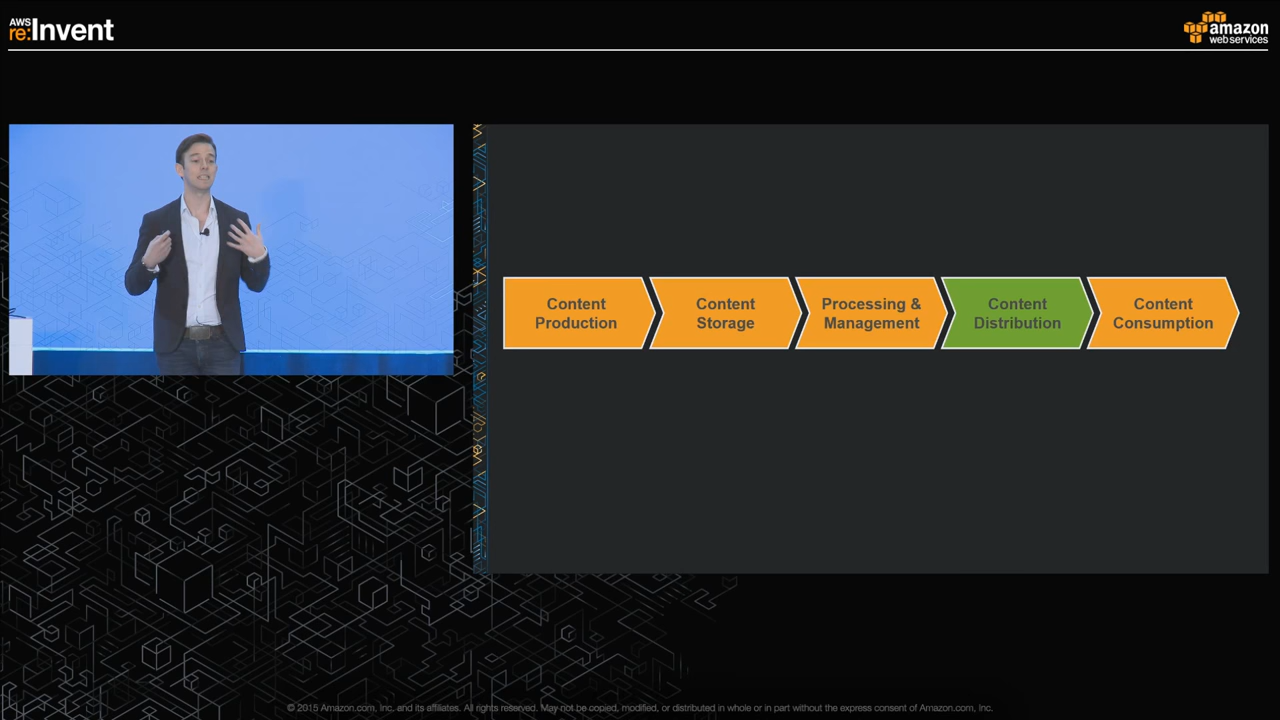 AWS
re:Invent
amazon
web services
Content
Production
Content
Storage
Processing &
Management
Content
Distribution
Content
Consumption
© 2015 Amazon.com, Inc. and its affiliates. All rights reserved. May not be copied, modified, or distributed in whole or in part without the express consent of Amazon.com, Inc.